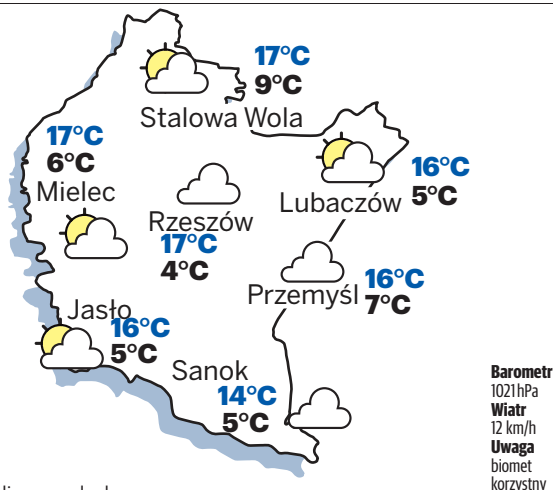 17°C
9°C
Stalowa Wola
17°C
6°C
Mielec
16°C
5°C
Lubaczów
Rzeszów
17°C
4°C
Przemyśl
16°C
7°C
Jasło
16°C
5°C
Sanok
14°C
5°C
Barometr
1021 hPa
Wiatr
12 km/h
Uwaga
biomet
korzystny